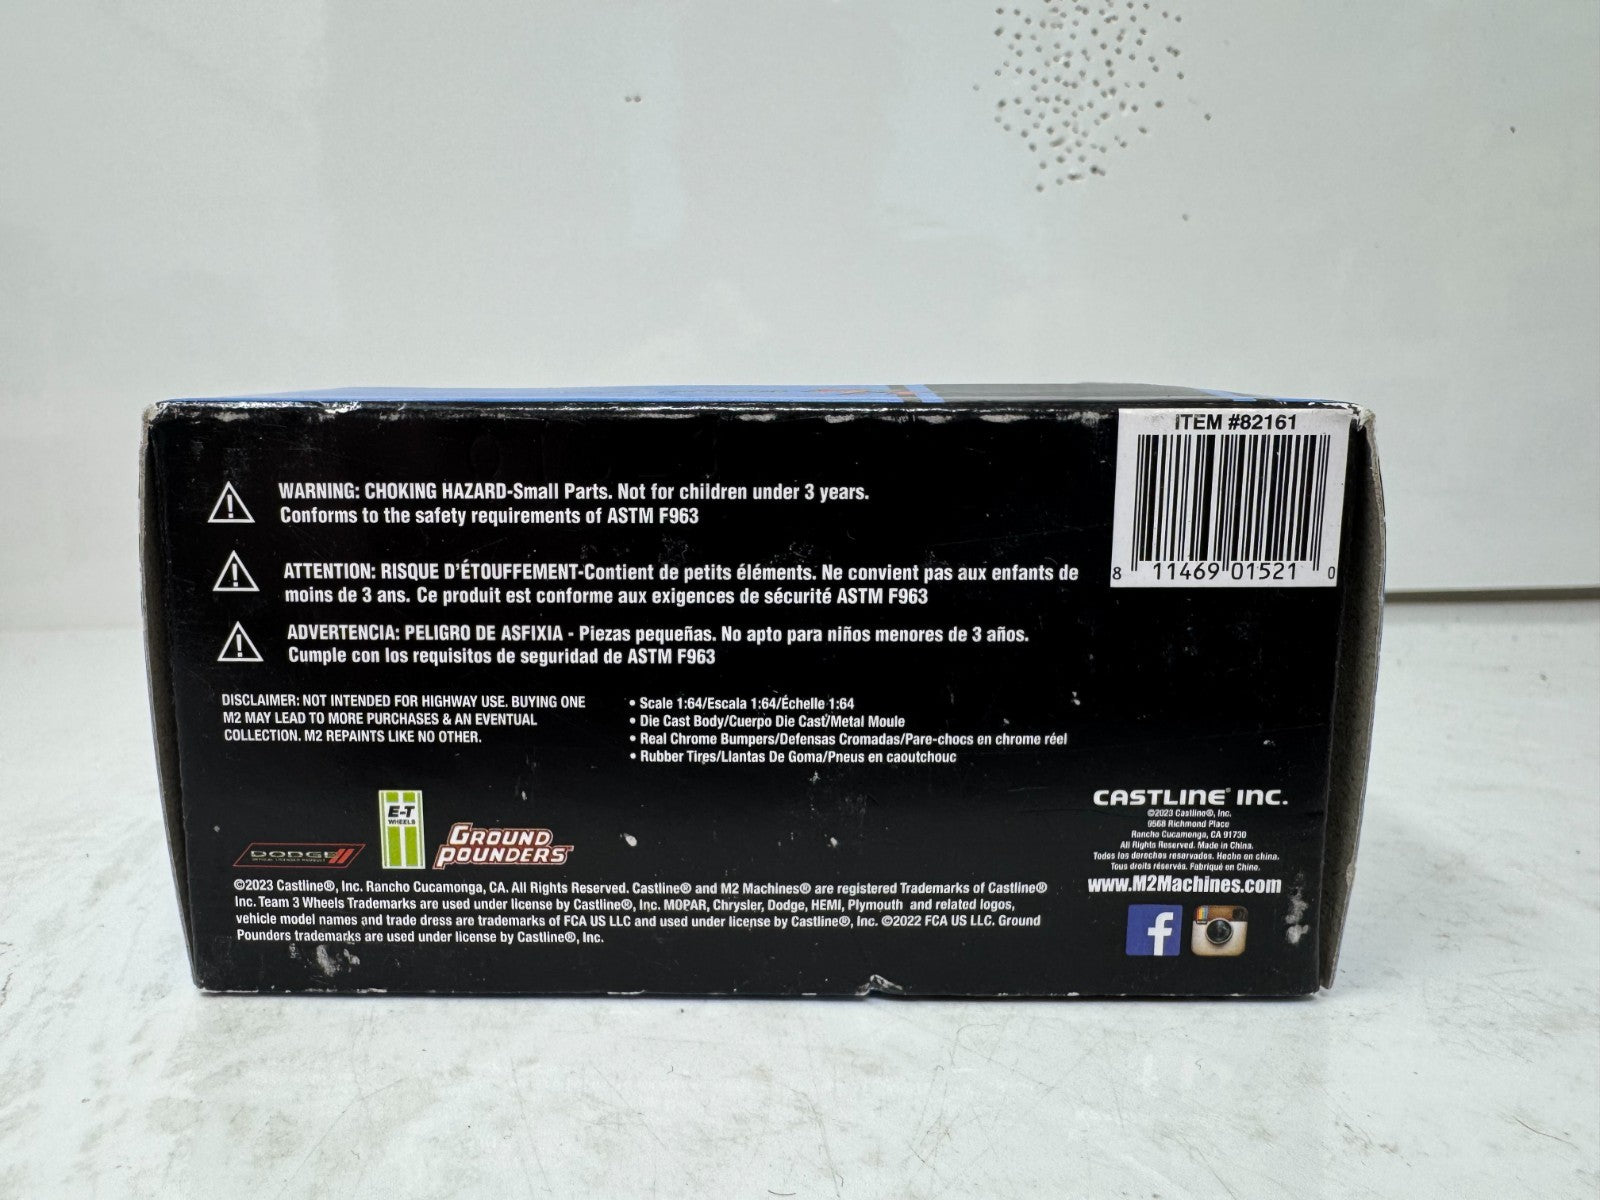 ITEM #82161
8 11469 01521 0
WARNING: CHOKING HAZARD-Small Parts. Not for children under 3 years.
Conforms to the safety requirements of ASTM F963
ATTENTION: RISQUE D'ÉTOUFFEMENT-Contient de petits éléments. Ne convient pas aux enfants de
moins de 3 ans. Ce produit est conforme aux exigences de sécurité ASTM F963
ADVERTENCIA: PELIGRO DE ASFIXIA - Piezas pequeñas. No apto para niños menores de 3 años.
Cumple con los requisitos de seguridad de ASTM F963
DISCLAIMER: NOT INTENDED FOR HIGHWAY USE. BUYING ONE
M2 MAY LEAD TO MORE PURCHASES & AN EVENTUAL
COLLECTION. M2 REPAINTS LIKE NO OTHER.
• Scale 1:64/Escala 1:64/Échelle 1:64
• Die Cast Body/Cuerpo Die Cast/Metal Moule
• Real Chrome Bumpers/Defensas Cromadas/Pare-chocs en chrome réel
• Rubber Tires/Llantas De Goma/Pneus en caoutchouc
DODGE
E-T
WHEELS
GROUND
POUNDERS
©2023 Castline®, Inc. Rancho Cucamonga, CA. All Rights Reserved. Castline® and M2 Machines® are registered Trademarks of Castline®
Inc. Team 3 Wheels Trademarks are used under license by Castline®, Inc. MOPAR, Chrysler, Dodge, HEMI, Plymouth and related logos,
vehicle model names and trade dress are trademarks of FCA US LLC and used under license by Castline®, Inc. ©2022 FCA US LLC. Ground
Pounders trademarks are used under license by Castline®, Inc.
CASTLINE® INC.
©2023 Castline®, Inc.
9568 Richmond Place
Rancho Cucamonga, CA 91730
All Rights Reserved. Made in China.
Todos los derechos reservados. Hecho en china.
Tous droits réservés. Fabriqué en Chine.
www.M2Machines.com
f